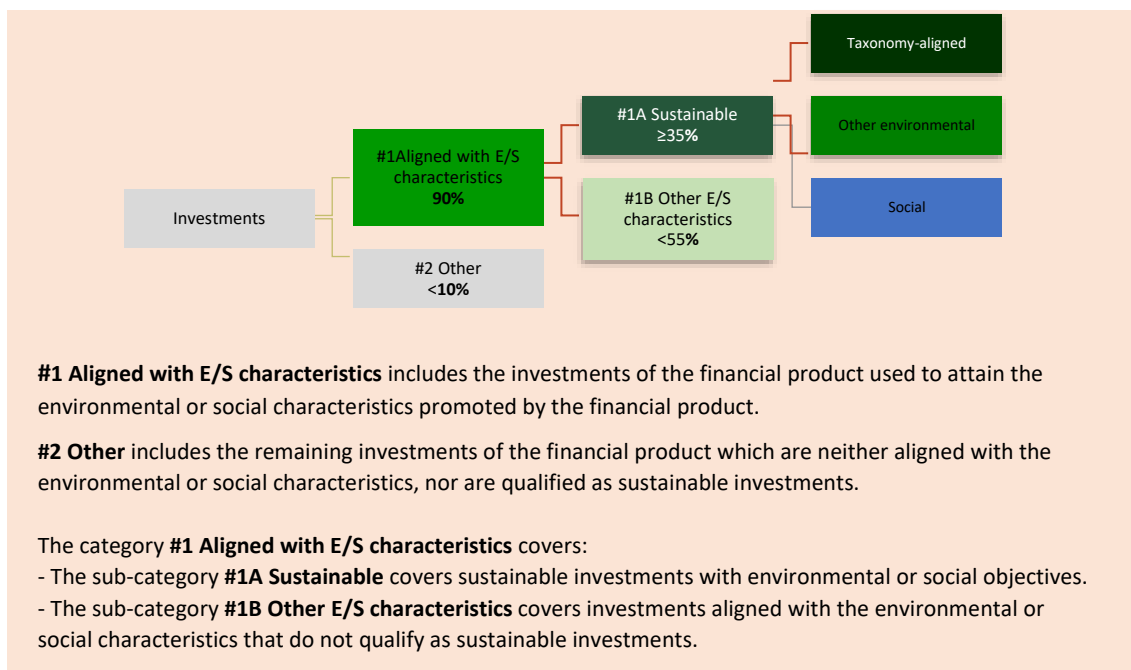 Taxonomy-aligned
#1A Sustainable
≥35%
Other environmental
#1Aligned with E/S
characteristics
90%
#1B Other E/S
characteristics
<55%
Investments
Social
#2 Other
<10%
#1 Aligned with E/S characteristics includes the investments of the financial product used to attain the
environmental or social characteristics promoted by the financial product.
#2 Other includes the remaining investments of the financial product which are neither aligned with the
environmental or social characteristics, nor are qualified as sustainable investments.
The category #1 Aligned with E/S characteristics covers:
- The sub-category #1A Sustainable covers sustainable investments with environmental or social objectives.
- The sub-category #1B Other E/S characteristics covers investments aligned with the environmental or
social characteristics that do not qualify as sustainable investments.